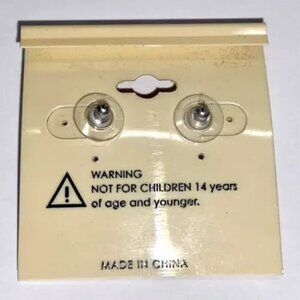 WARNING
NOT FOR CHILDREN 14 years
of age and younger.
MADE IN CHINA